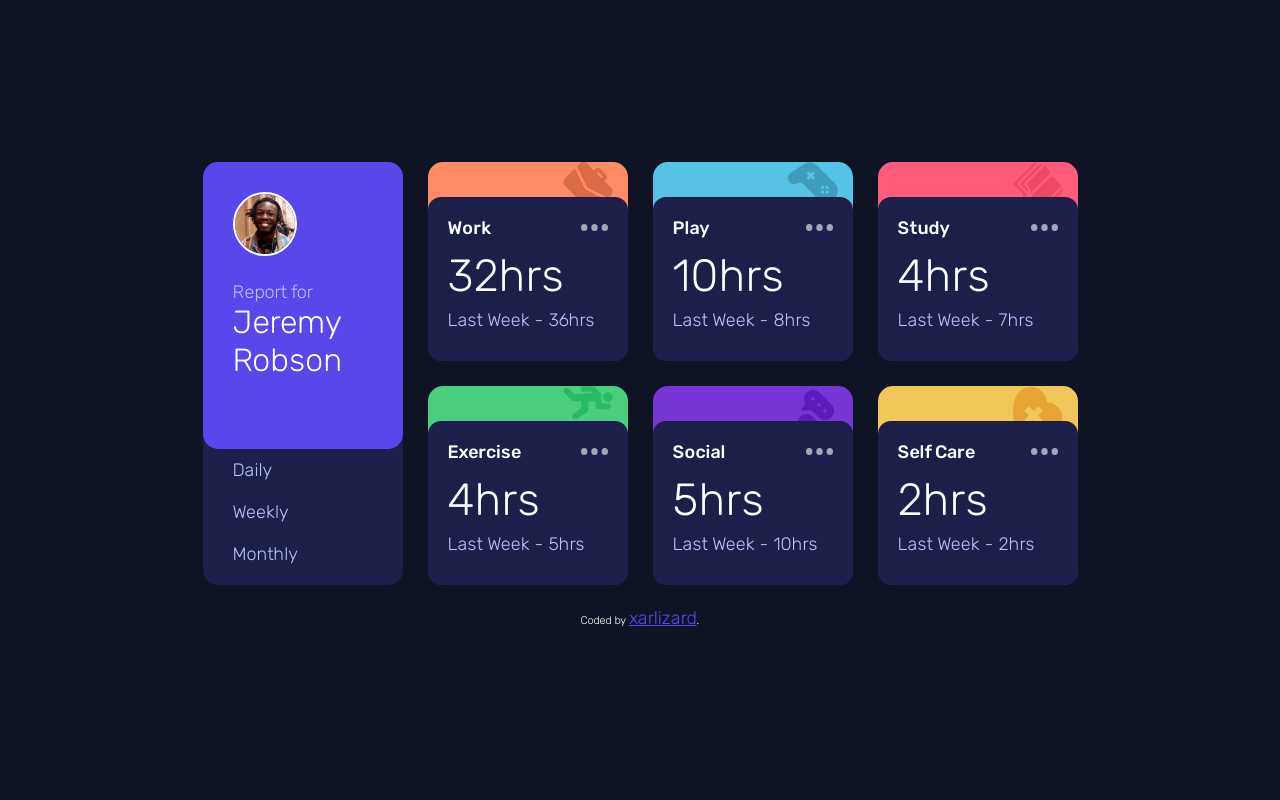 Report for
Jeremy
Robson
Daily
Weekly
Monthly
Work
32hrs
Last Week - 36hrs
Play
10hrs
Last Week - 8hrs
Study
4hrs
Last Week - 7hrs
Exercise
4hrs
Last Week - 5hrs
Social
5hrs
Last Week - 10hrs
Self Care
2hrs
Last Week - 2hrs
Coded by xarlizard.